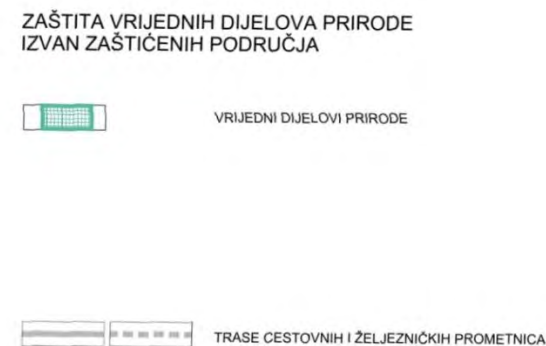 ZAŠTITA VRIJEDNIH DIJELOVA PRIRODE
IZVAN ZAŠTIĆENIH PODRUČJA
VRIJEDNI DIJELOVI PRIRODE
TRASE CESTOVNIH I ŽELJEZNIČKIH PROMETNICA